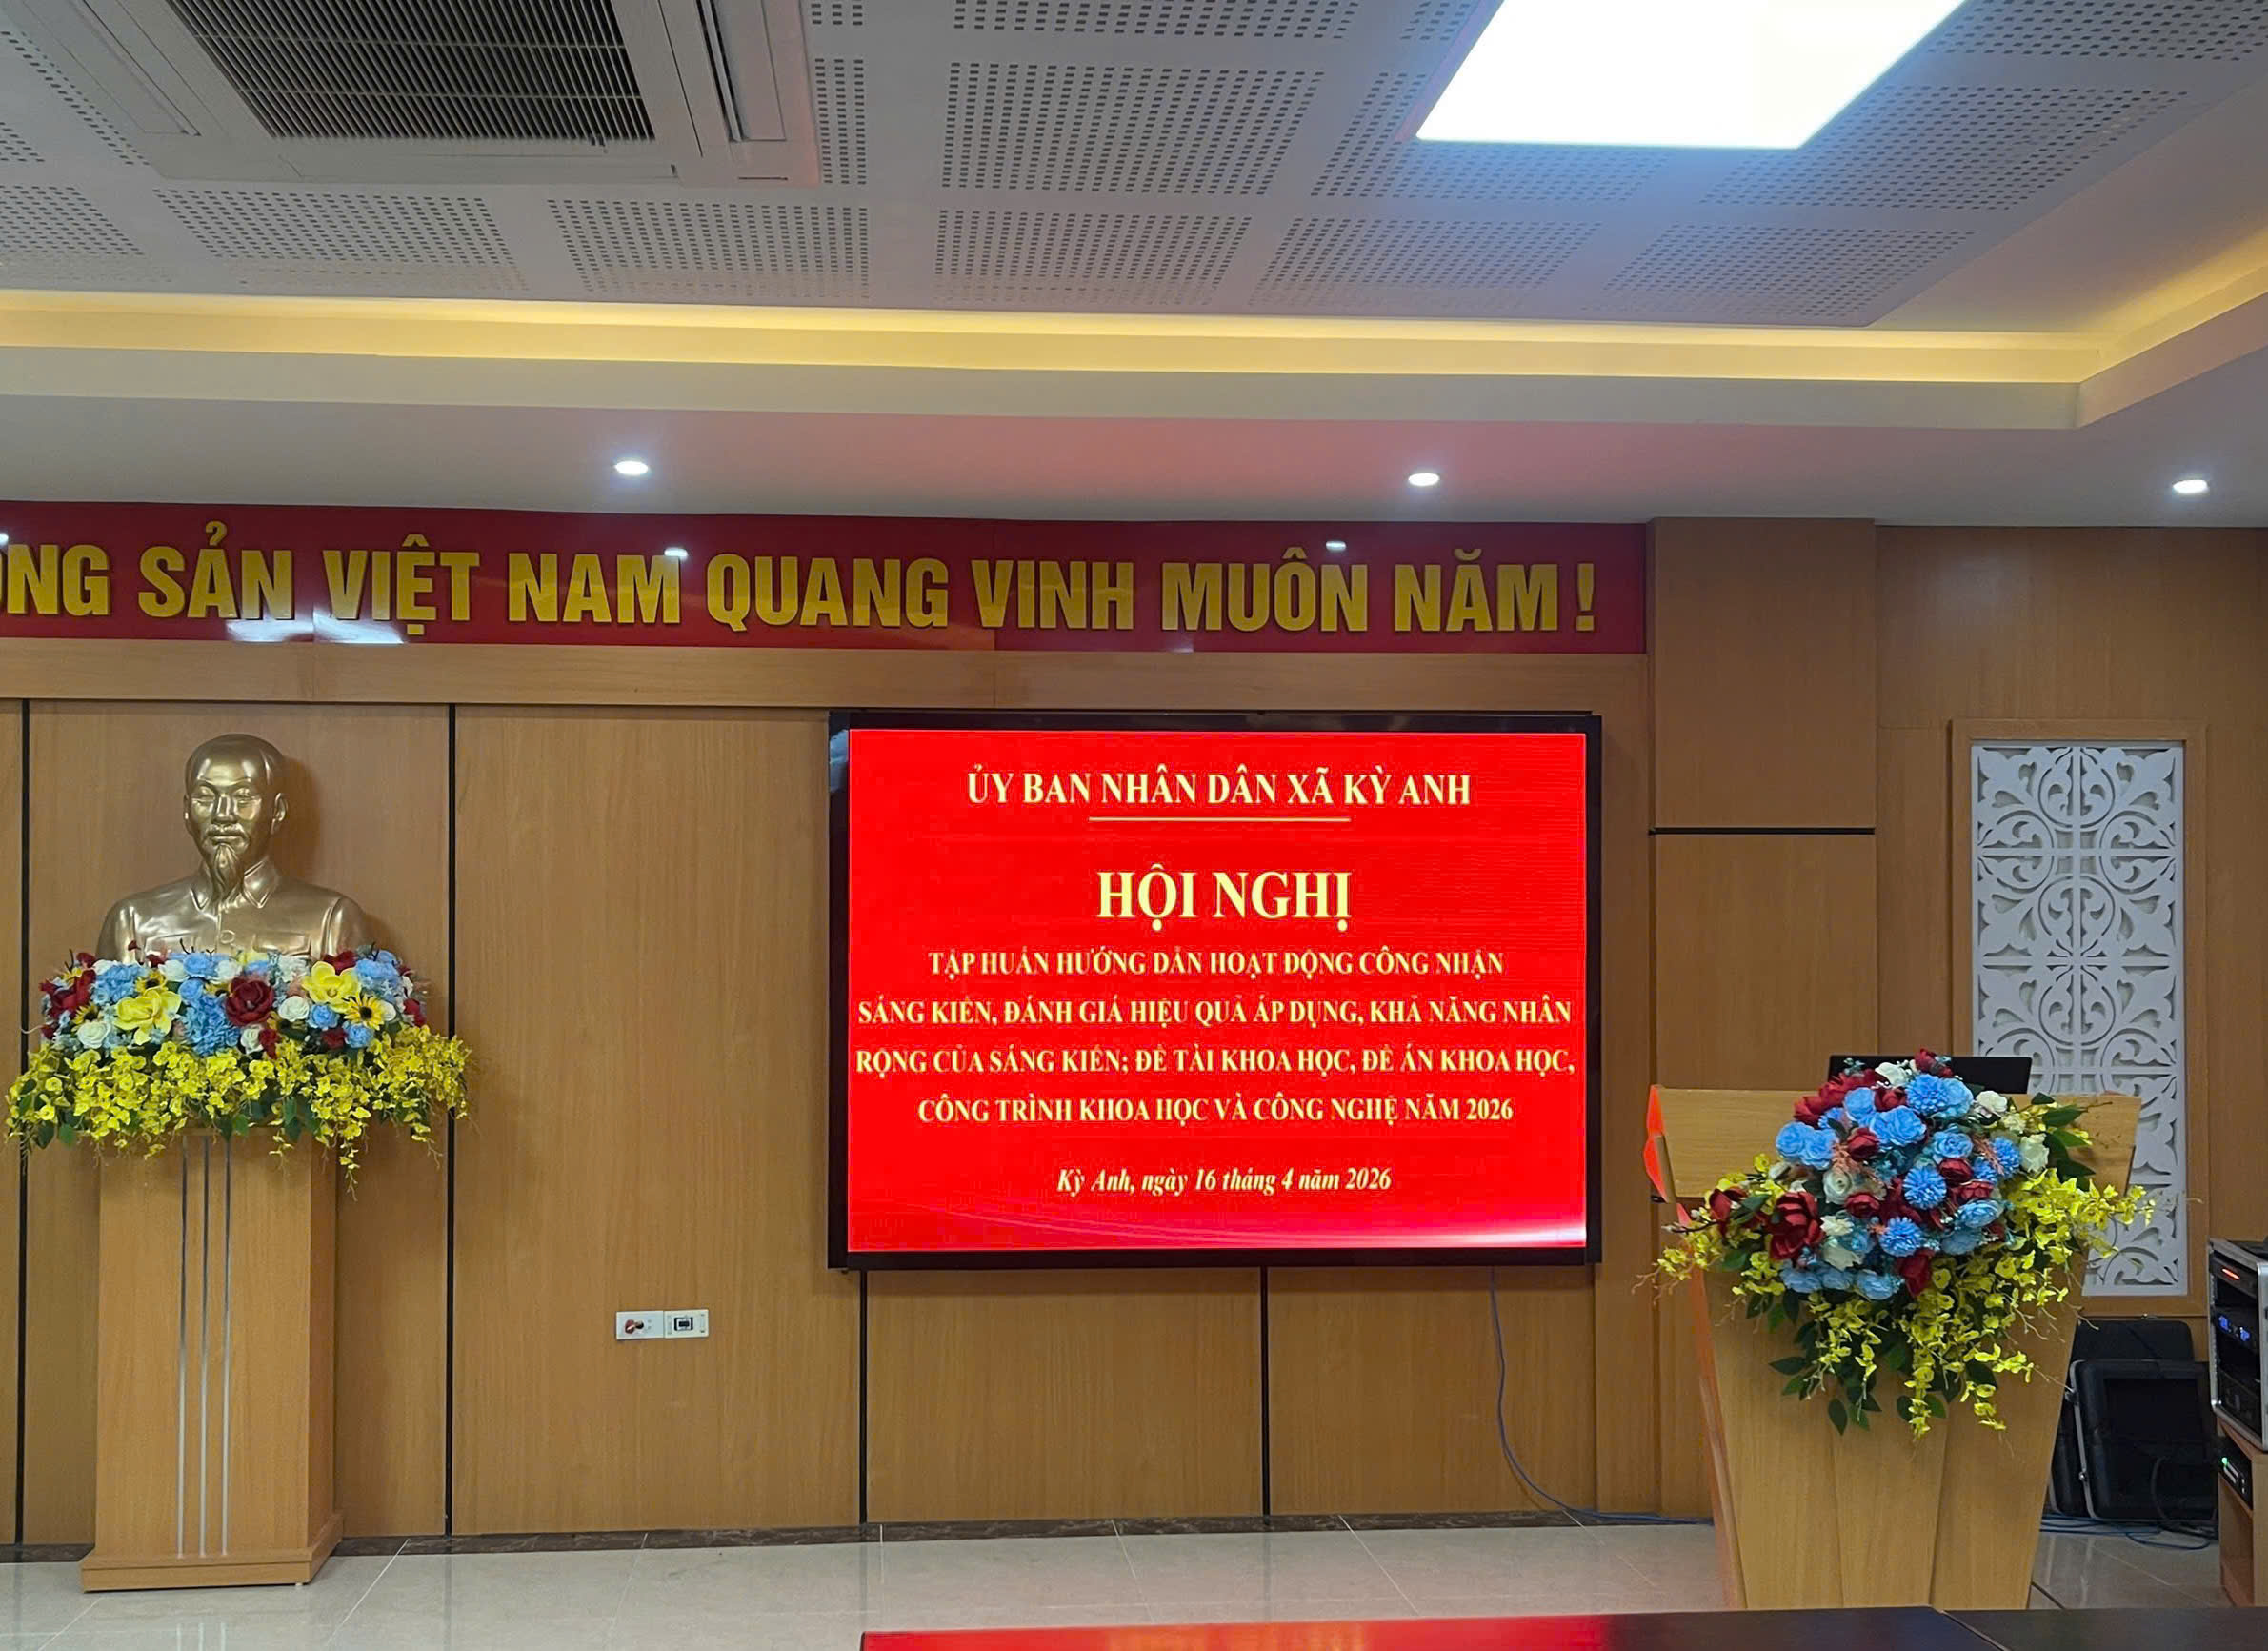 NG SẢN VIỆT NAM QUANG VINH MUÔN NĂM !
ỦY BAN NHÂN DÂN XÃ KỲ ANH
HỘI NGHỊ
TẬP HUẤN HƯỚNG DẪN HOẠT ĐỘNG CÔNG NHẬN
SÁNG KIẾN, ĐÁNH GIÁ HIỆU QUẢ ÁP DỤNG, KHẢ NĂNG NHÂN
RỘNG CỦA SÁNG KIẾN; ĐỀ TÀI KHOA HỌC, ĐỀ ÁN KHOA HỌC,
CÔNG TRÌNH KHOA HỌC VÀ CÔNG NGHỆ NĂM 2026
Kỳ Anh, ngày 16 tháng 4 năm 2026